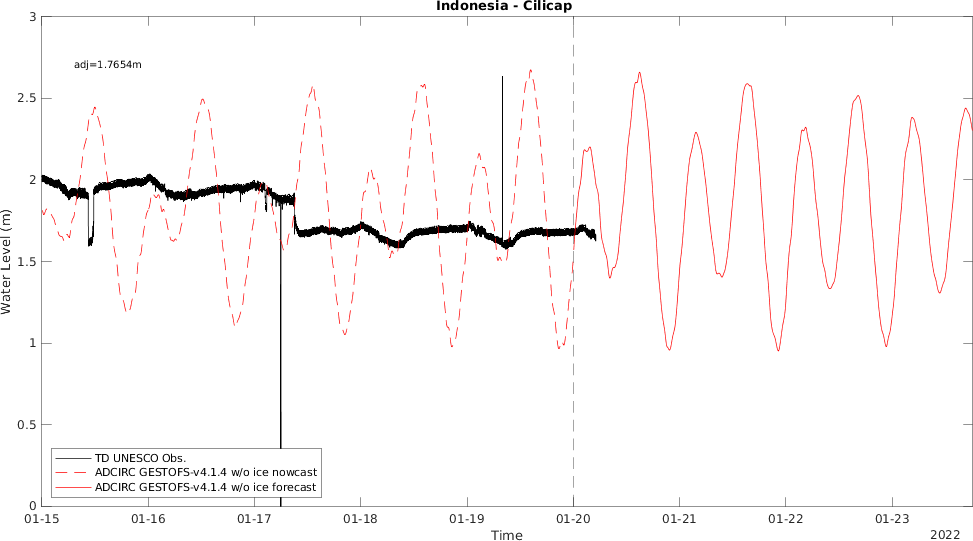 Indonesia - Cilicap
3
adj=1.7654m
2.5
2
Water Level (m)
1.5
1
0.5
TD UNESCO Obs.
ADCIRC GESTOFS-v4.1.4 w/o ice nowcast
ADCIRC GESTOFS-v4.1.4 w/o ice forecast
0
01-15 01-16 01-17 01-18 01-19 01-20 01-21 01-22 01-23
Time
2022